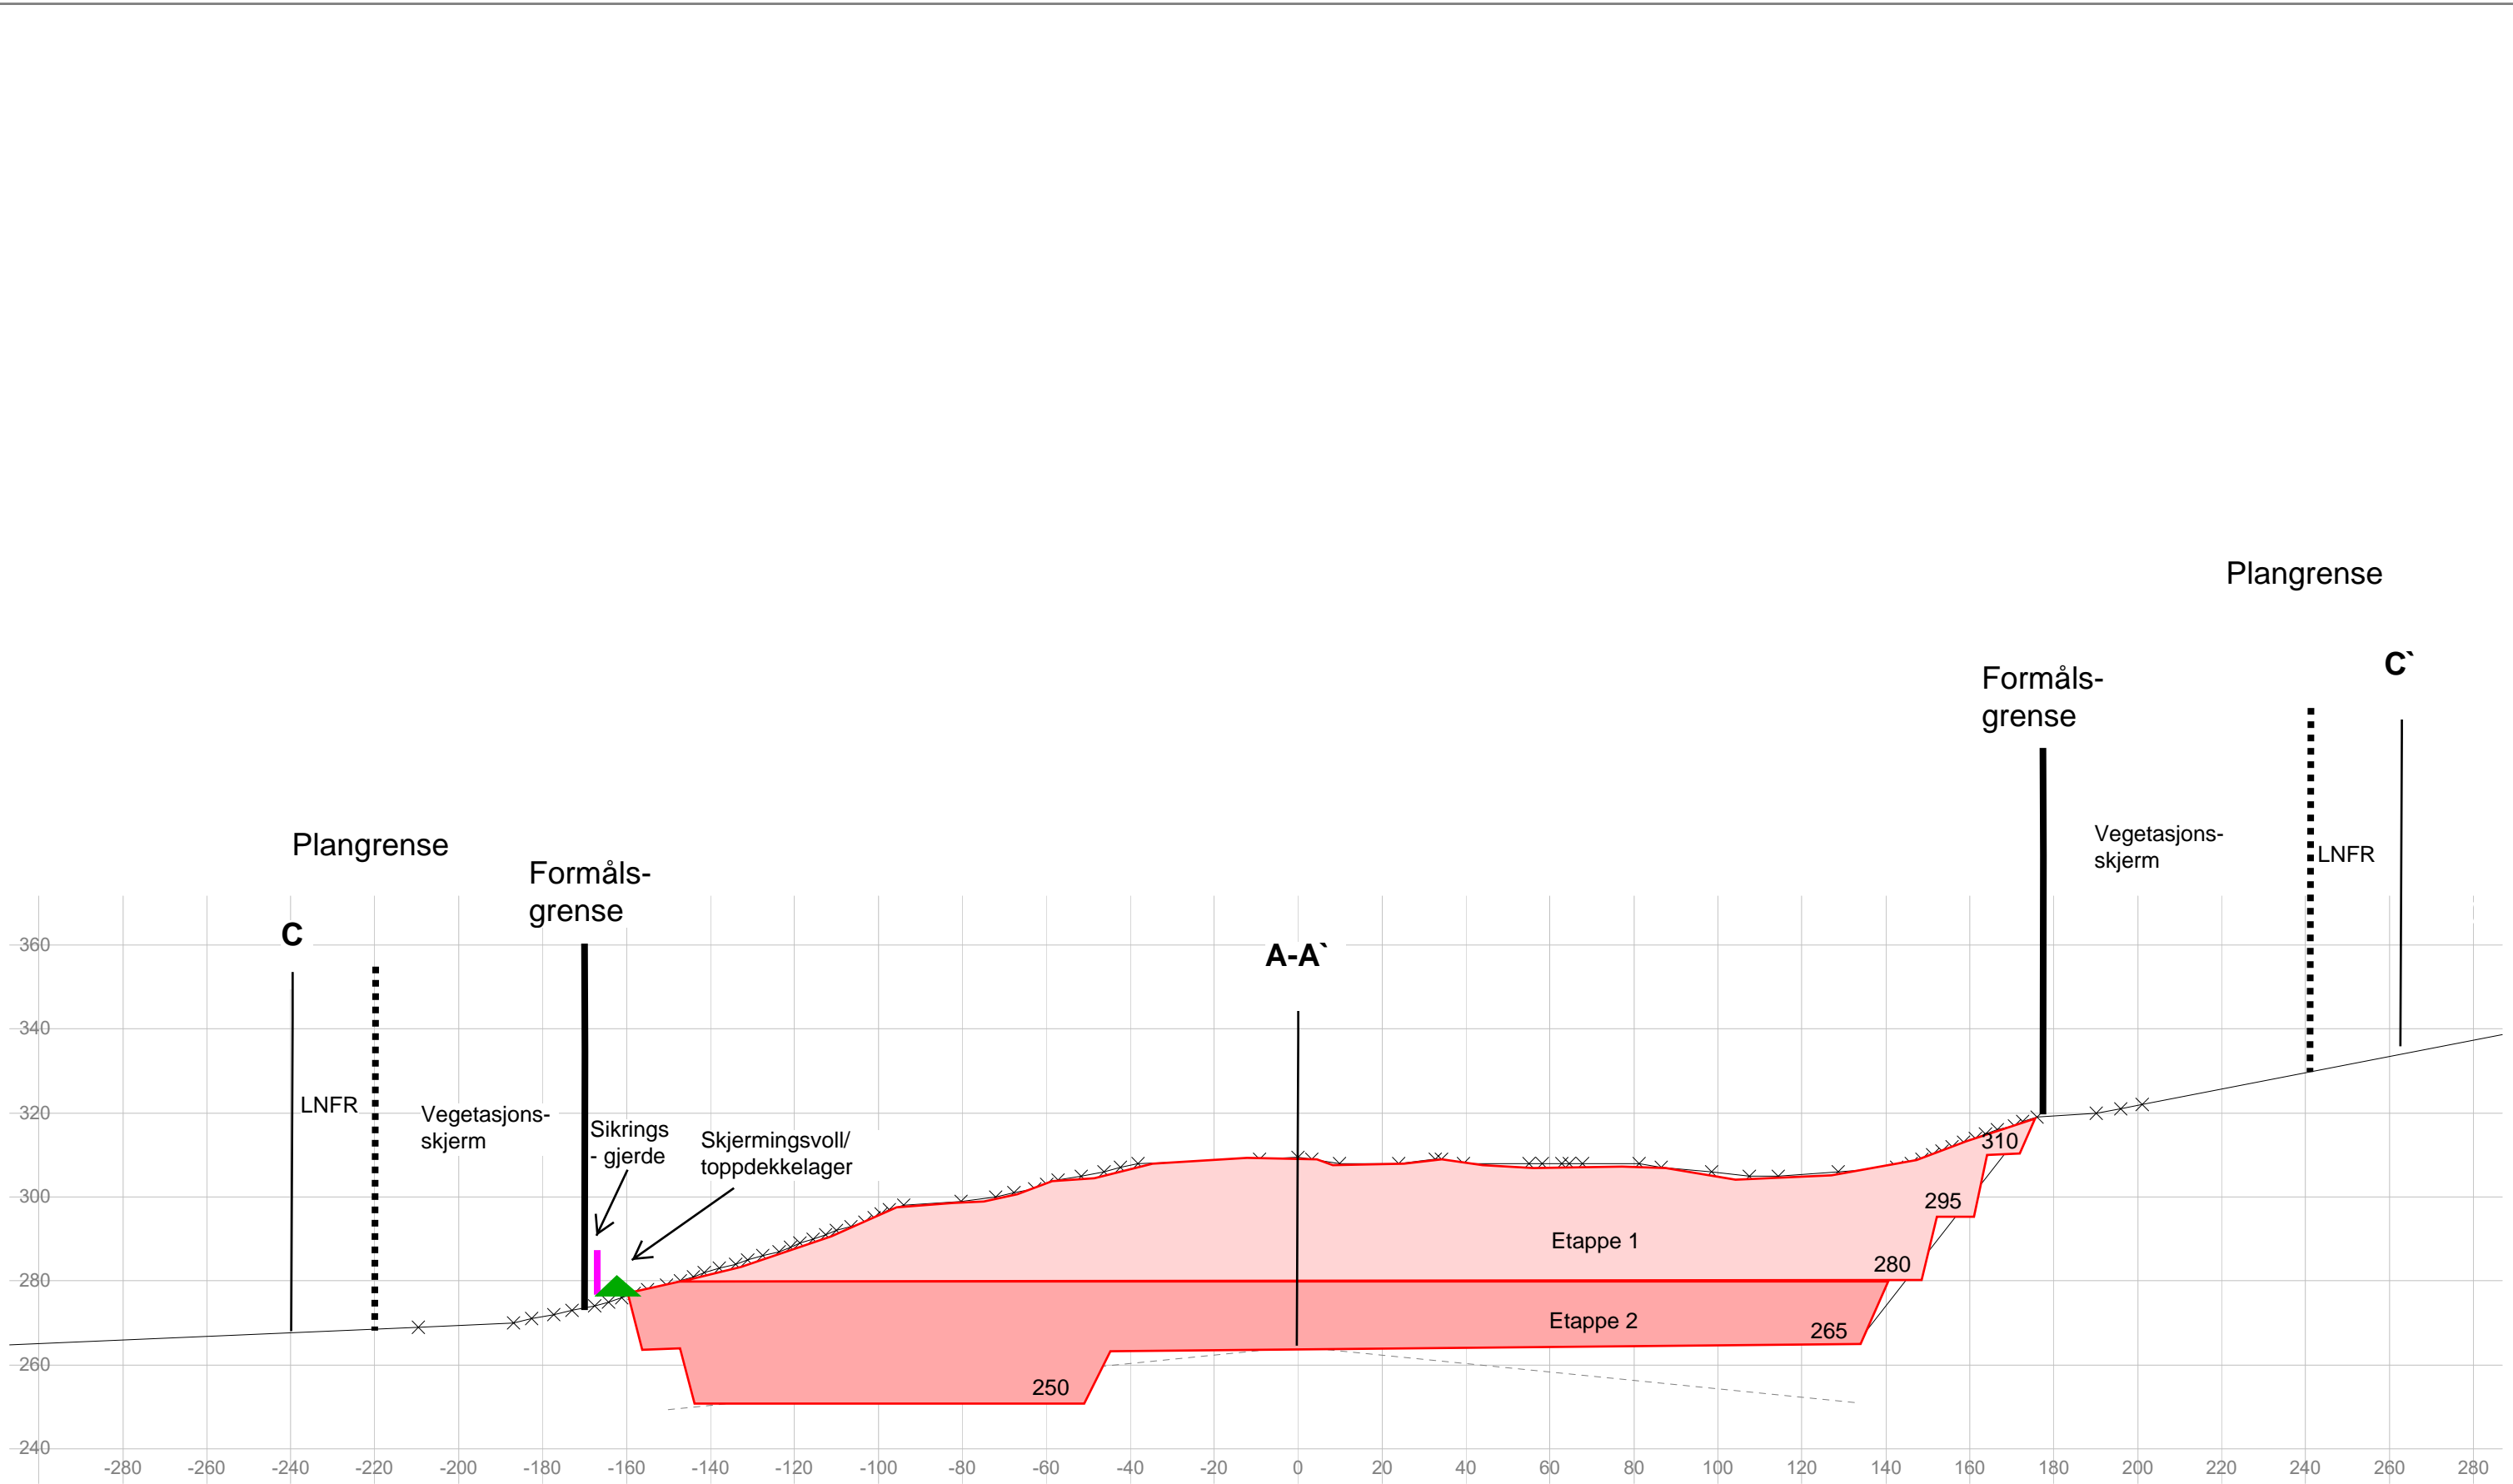 Plangrense
C`
Formåls-
grense
Vegetasjons-
skjerm
LNFR
Plangrense
Formåls-
grense
C
A-A`
LNFR
Vegetasjons-
skjerm
Sikrings
- gjerde
Skjermingsvoll/
toppdekkelager
310
295
Etappe 1
280
Etappe 2
265
250
360
340
320
300
280
260
240
-280 -260 -240 -220 -200 -180 -160 -140 -120 -100 -80 -60 -40 -20 0 20 40 60 80 100 120 140 160 180 200 220 240 260 280